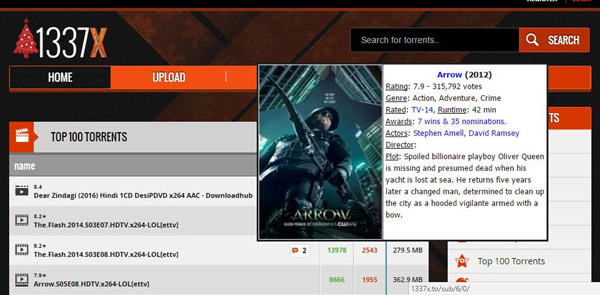 1337X
Search for torrents..
SEARCH
HOME
UPLOAD
TOP 100 TORRENTS
name
8.4
Dear Zindagi (2016) Hindi 1CD DesiPDVD x264 AAC - Downloadhub
8.2★
The.Flash.2014.S03E07.HDTV.x264-LOL[ettv]
8.2★
The.Flash.2014.S03E08.HDTV.x264-LOL[ettv]
2
13978
2543
279.5 MB
7.9★
Arrow.S05E08.HDTV.x264-LOL[ettv]
8666
1955
362.9 MB
ARROW
Arrow (2012)
Rating: 7.9 - 315,792 votes
Genre: Action, Adventure, Crime
Rated: TV-14, Runtime: 42 min
Awards: 7 wins & 35 nominations.
Actors: Stephen Amell, David Ramsey
Director:
Plot: Spoiled billionaire playboy Oliver Queen
is missing and presumed dead when his
yacht is lost at sea. He returns five years
later a changed man, determined to clean up
the city as a hooded vigilante armed with a
bow.
TS
Top 100 Torrents
1337x.to/sub/6/0/